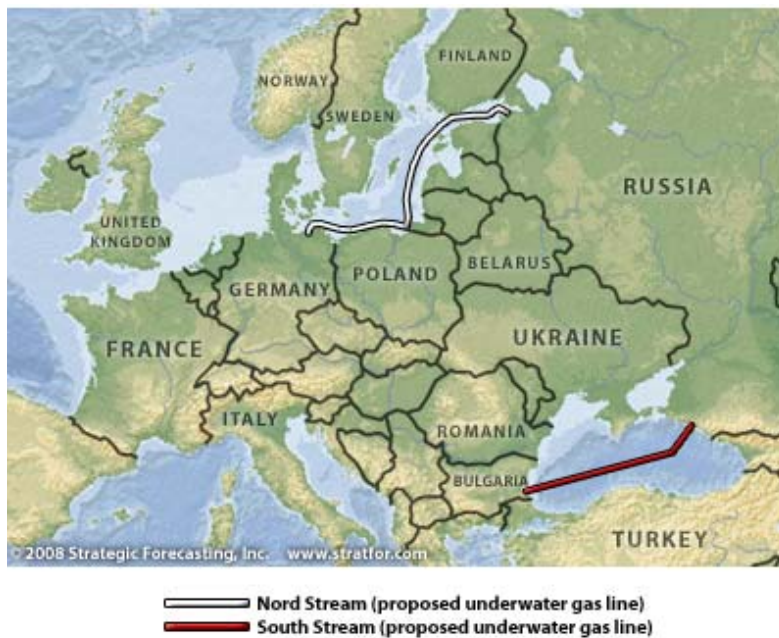 FINLAND
NORWAY
SWEDEN
RUSSIA
UNITED
KINGDOM
BELARUS
POLAND
GERMANY
UKRAINE
FRANCE
ITALY
ROMANIA
BULGARIA
TURKEY
© 2008 Strategic Forecasting, Inc. www.stratfor.com
Nord Stream (proposed underwater gas line)
South Stream (proposed underwater gas line)